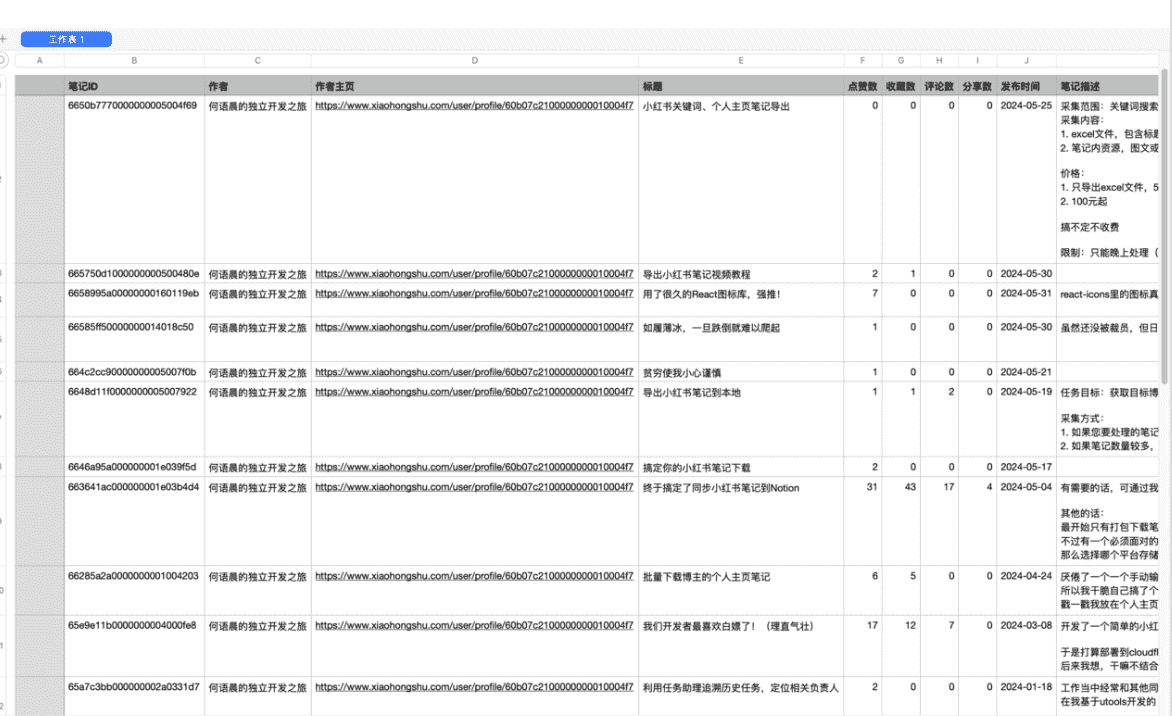 工作表 1
A B C D E F G H I J
笔记ID 作者 作者主页 标题 点赞数 收藏数 评论数 分享数 发布时间 笔记描述
6650b7770000000005004f69 何语晨的独立开发之旅 https://www.xiaohongshu.com/user/profile/60b07c2100000000010004f7 小红书关键词、个人主页笔记导出 0 0 0 0 2024-05-25 采集范围：关键词搜索
采集内容：
1. excel文件，包含标题
2. 笔记内资源，图文或
价格：
1. 只导出excel文件，5
2. 100元起
搞不定不收费
限制：只能晚上处理（
665750d1000000000500480e 何语晨的独立开发之旅 https://www.xiaohongshu.com/user/profile/60b07c2100000000010004f7 导出小红书笔记视频教程 2 1 0 0 2024-05-30
6658995a00000000160119eb 何语晨的独立开发之旅 https://www.xiaohongshu.com/user/profile/60b07c2100000000010004f7 用了很久的React图标库，强推！ 7 0 0 0 2024-05-31 react-icons里的图标真
66585ff50000000014018c50 何语晨的独立开发之旅 https://www.xiaohongshu.com/user/profile/60b07c2100000000010004f7 如履薄冰，一旦跌倒就难以爬起 1 0 0 0 2024-05-30 虽然还没被裁员，但日
664c2cc90000000005007f0b 何语晨的独立开发之旅 https://www.xiaohongshu.com/user/profile/60b07c2100000000010004f7 贫穷使我小心谨慎 1 0 0 0 2024-05-21
6648d11f0000000005007922 何语晨的独立开发之旅 https://www.xiaohongshu.com/user/profile/60b07c2100000000010004f7 导出小红书笔记到本地 1 1 2 0 2024-05-19 任务目标：获取目标博
采集方式：
1. 如果您要处理的笔记
2. 如果笔记数量较多，
6646a95a000000001e039f5d 何语晨的独立开发之旅 https://www.xiaohongshu.com/user/profile/60b07c2100000000010004f7 搞定你的小红书笔记下载 2 0 0 0 2024-05-17
663641ac000000001e03b4d4 何语晨的独立开发之旅 https://www.xiaohongshu.com/user/profile/60b07c2100000000010004f7 终于搞定了同步小红书笔记到Notion 31 43 17 4 2024-05-04 有需要的话，可通过我
其他的话：
最开始只有打包下载笔
不过有一个必须面对的
那么选择哪个平台存储
66285a2a0000000001004203 何语晨的独立开发之旅 https://www.xiaohongshu.com/user/profile/60b07c2100000000010004f7 批量下载博主的个人主页笔记 6 5 0 0 2024-04-24 厌倦了一个一个手动输
所以我干脆自己搞了个
戳一戳我放在个人主页
65e9e11b0000000004000fe8 何语晨的独立开发之旅 https://www.xiaohongshu.com/user/profile/60b07c2100000000010004f7 我们开发者最喜欢白嫖了！（理直气壮） 17 12 7 0 2024-03-08 开发了一个简单的小红
于是打算部署到cloudfl
后来我想，干嘛不结合
65a7c3bb000000002a0331d7 何语晨的独立开发之旅 https://www.xiaohongshu.com/user/profile/60b07c2100000000010004f7 利用任务助理追溯历史任务，定位相关负责人 2 0 0 0 2024-01-18 工作当中经常和其他同
在我基于utools开发的